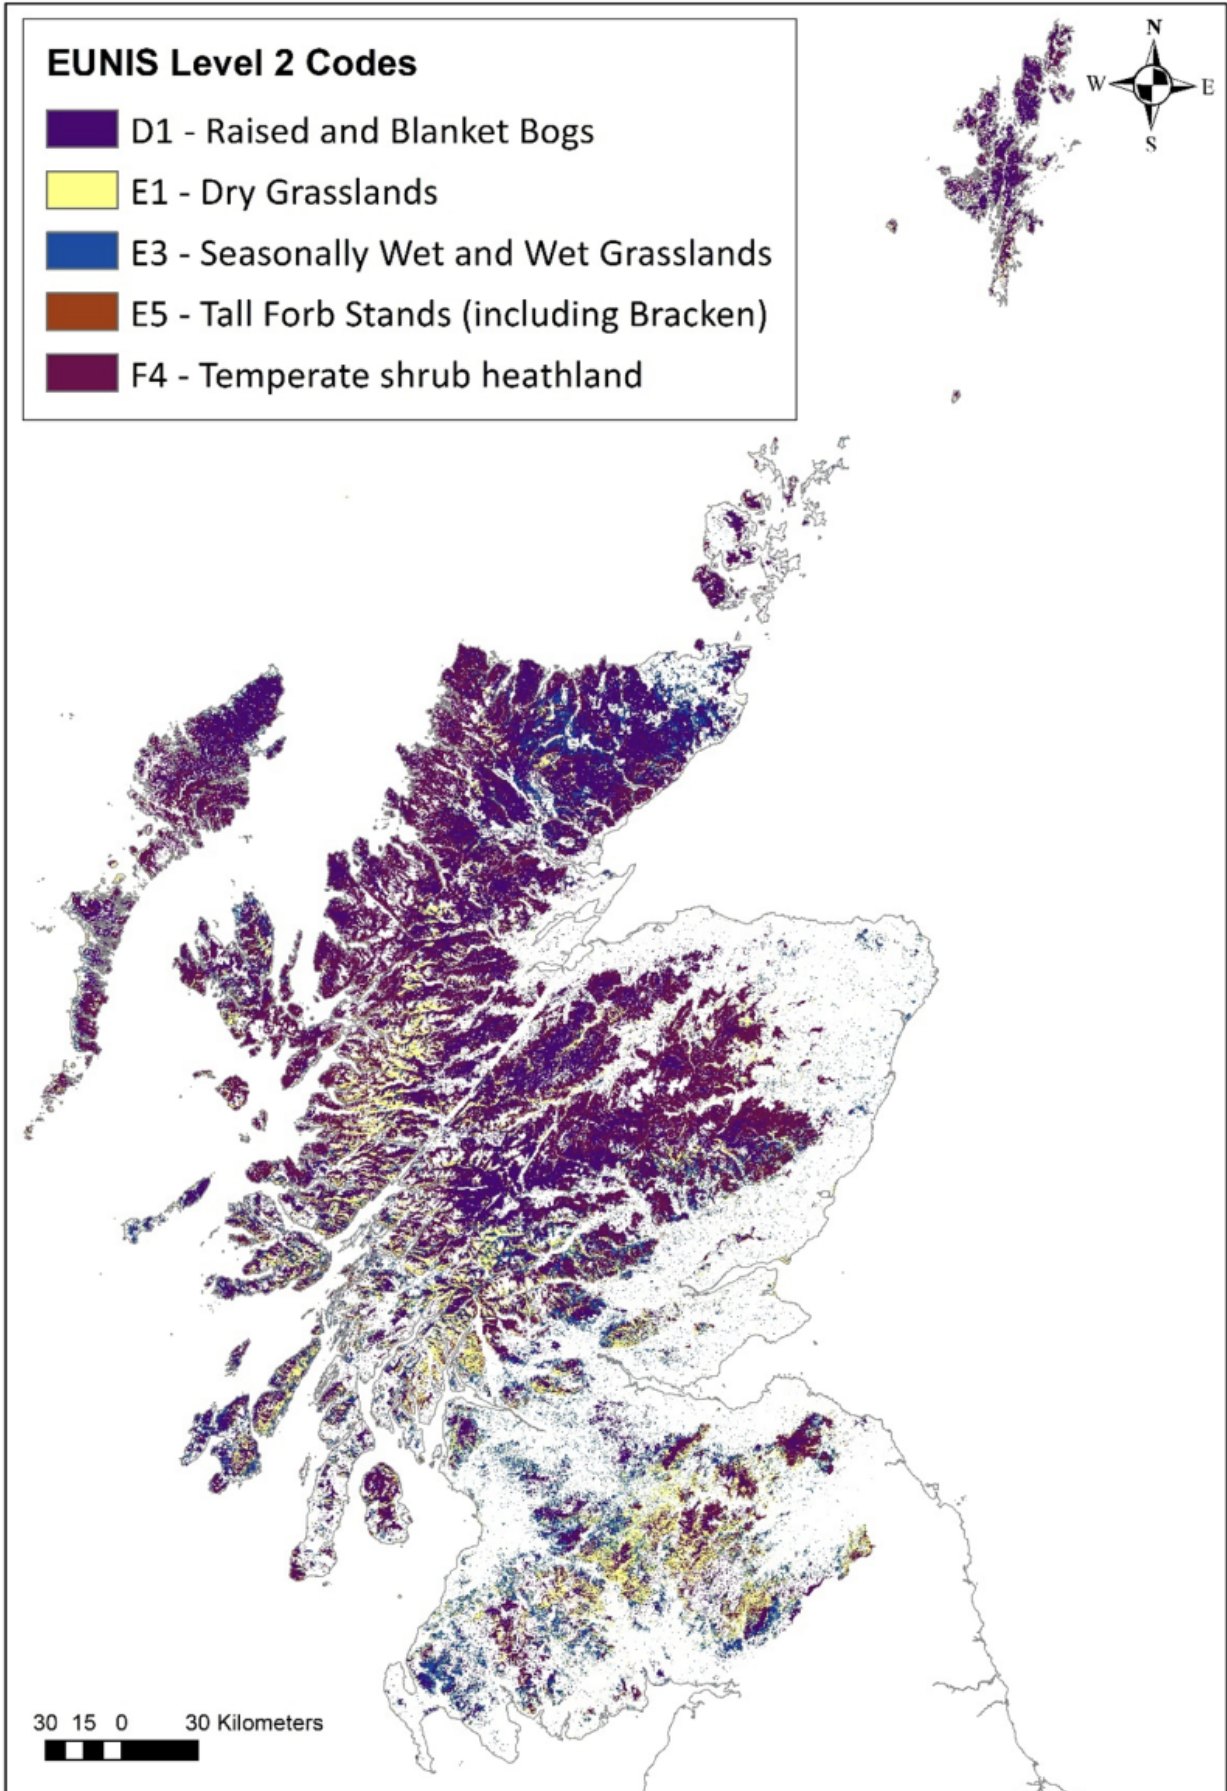 EUNIS Level 2 Codes
D1 - Raised and Blanket Bogs
E1 - Dry Grasslands
E3 - Seasonally Wet and Wet Grasslands
E5 - Tall Forb Stands (including Bracken)
F4 - Temperate shrub heathland
N
W E
S
30 15 0 30 Kilometers